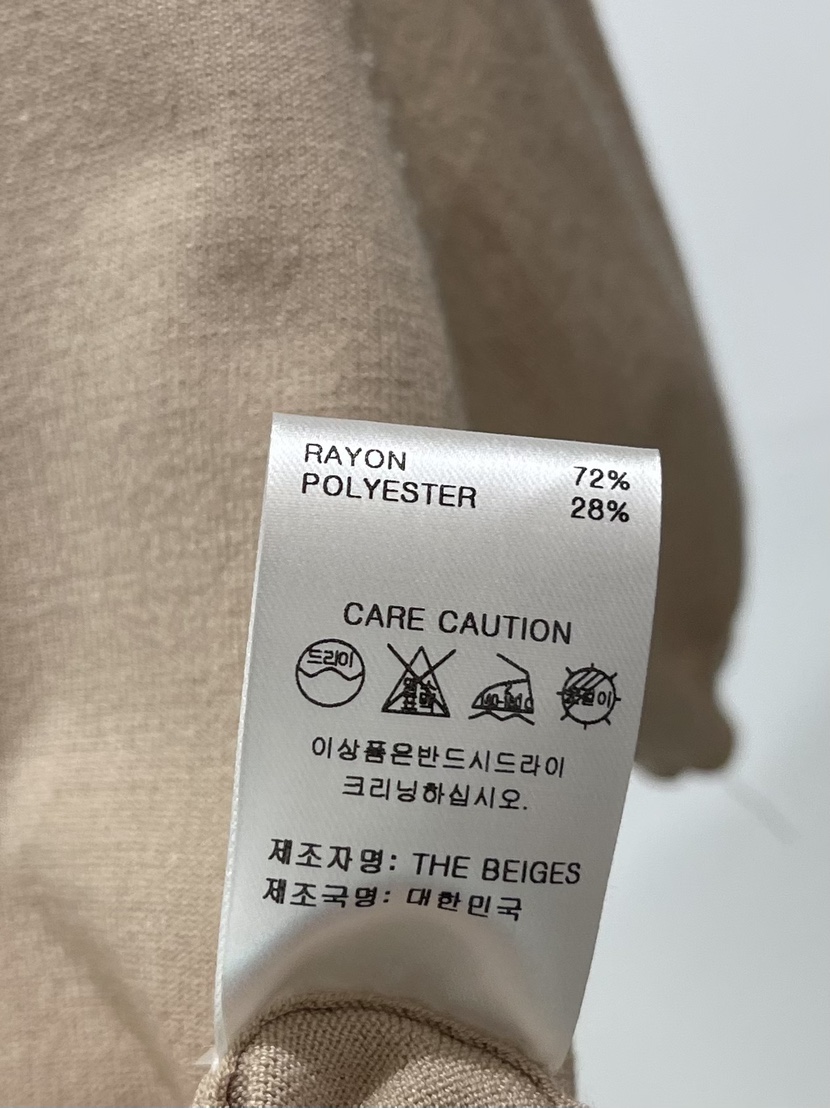 RAYON 72%
POLYESTER 28%
CARE CAUTION
드라이
이상품은반드시드라이
크리닝하십시오.
제조자명: THE BEIGES
제조국명: 대한민국